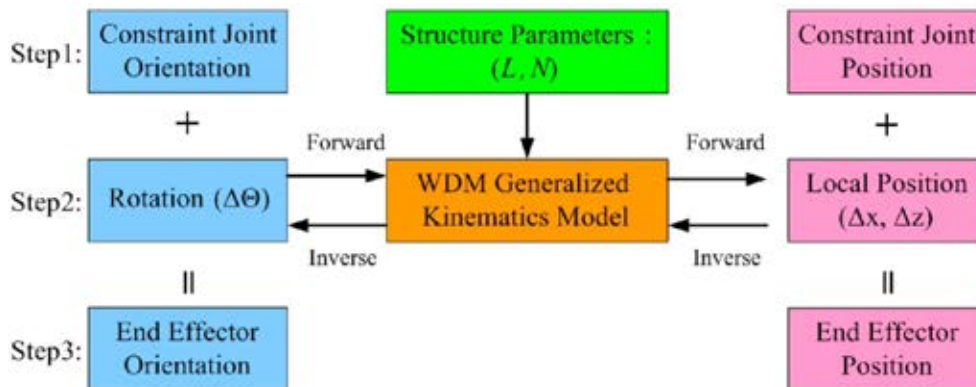 Step1:
Constraint Joint
Orientation
Structure Parameters :
(L, N)
Constraint Joint
Position
+
+
Forward
Forward
Step2:
Rotation (ΔΘ)
WDM Generalized
Kinematics Model
Local Position
(Δx, Δz)
Inverse
Inverse
=
=
Step3:
End Effector
Orientation
End Effector
Position